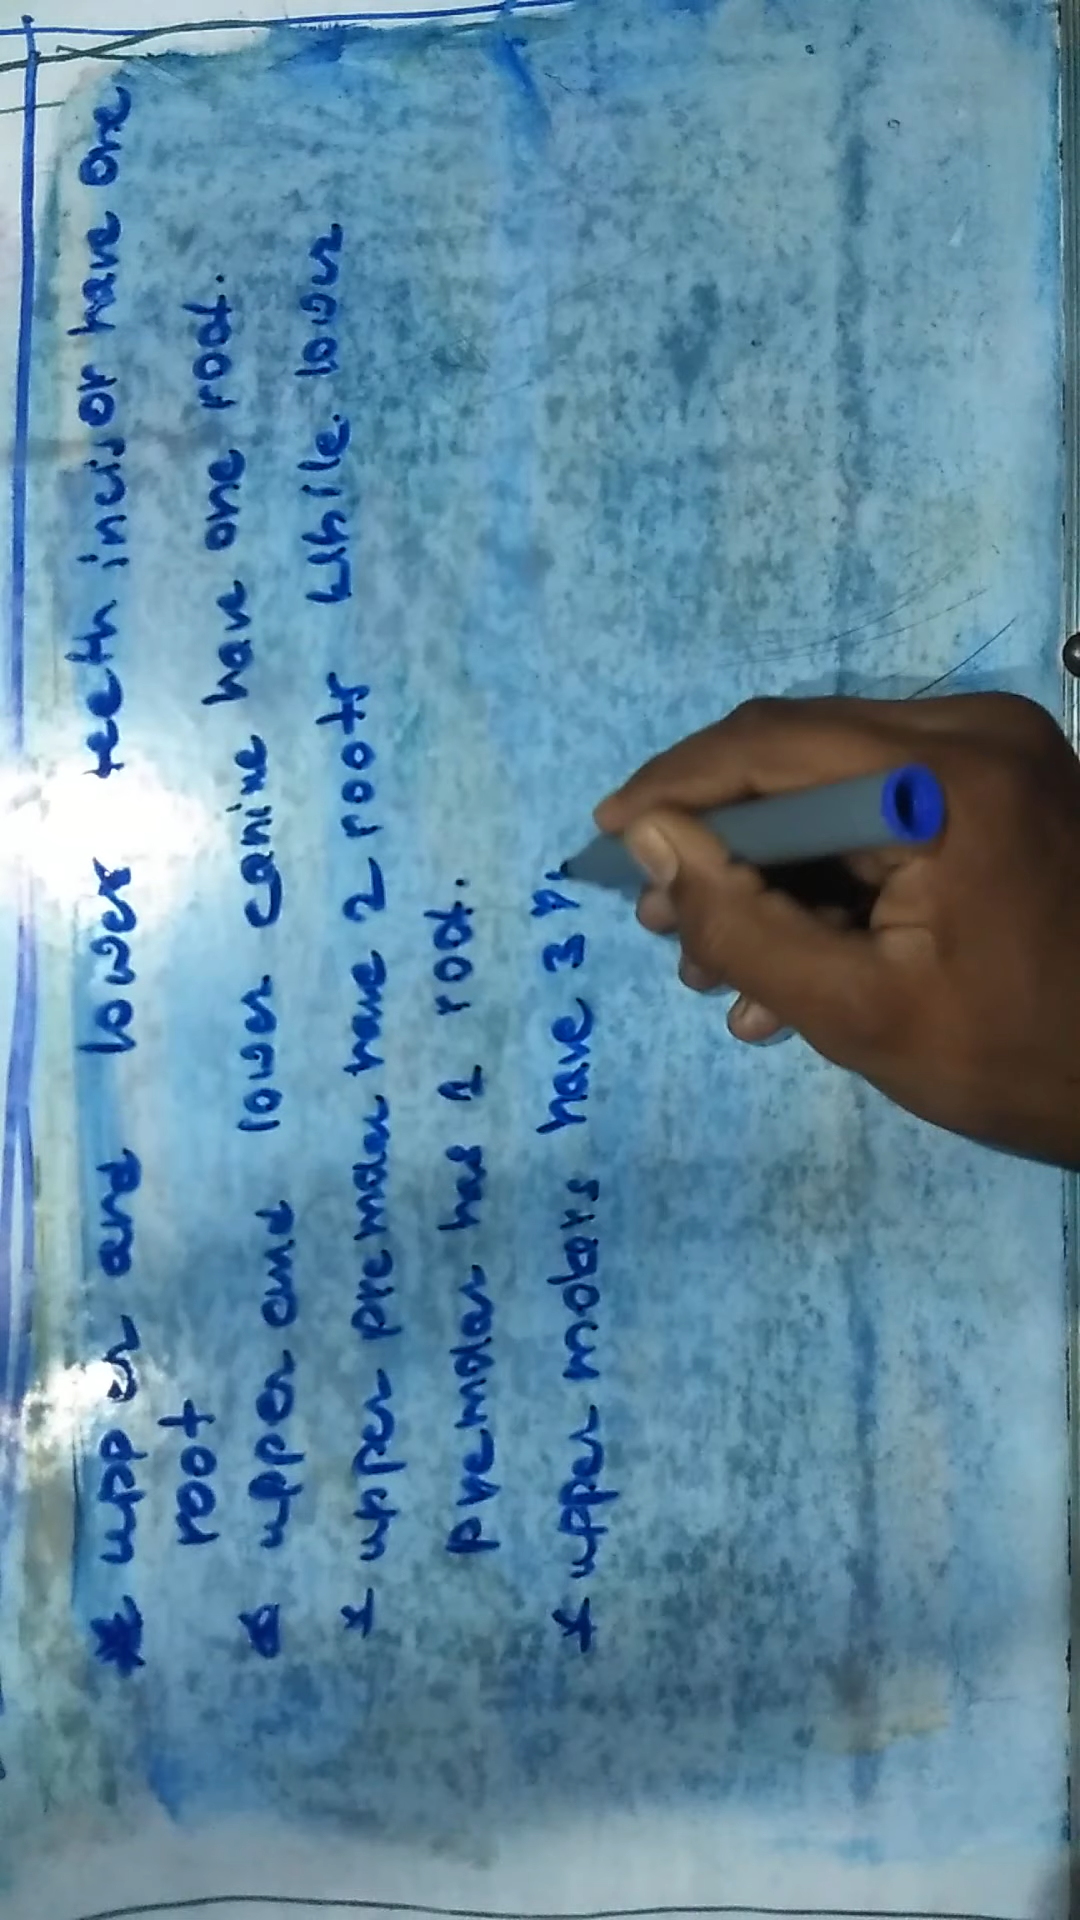 * upper and lower teeth incisor have one
root
* upper and lower canine have one root.
* upper premolar have 2 roots while lower
premolar has 1 root.
* upper molars have 3 r